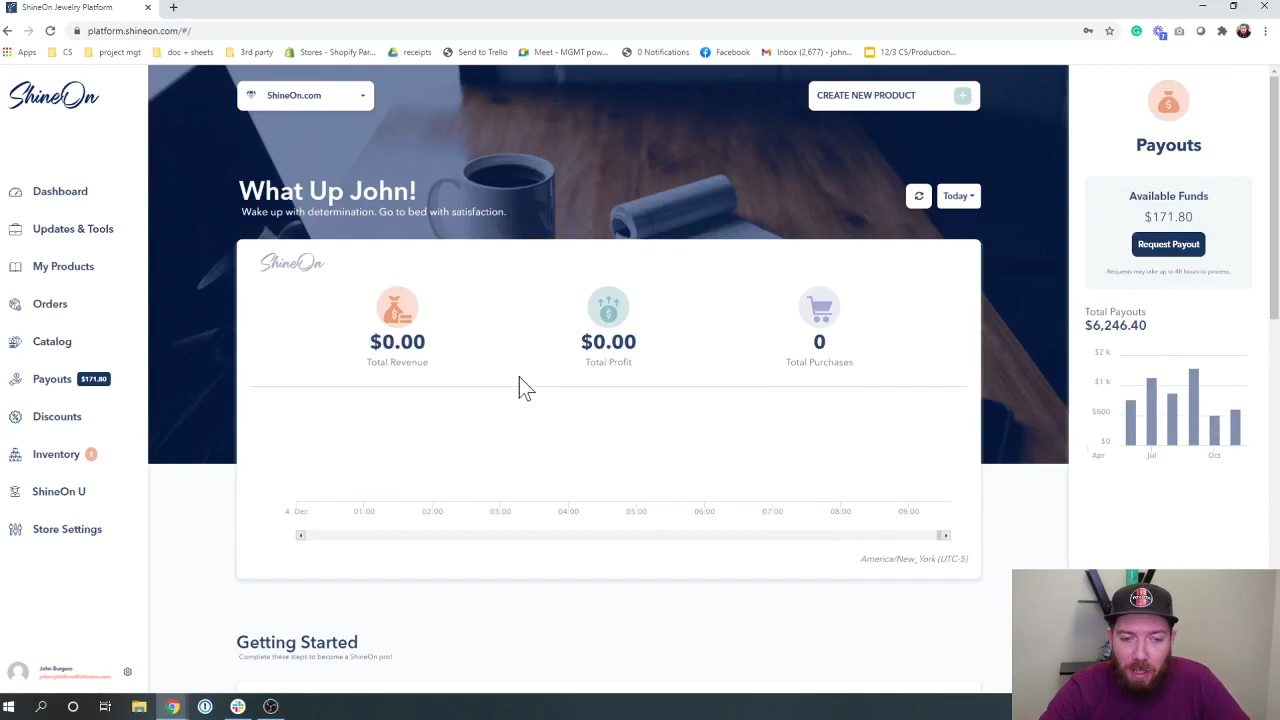 ShineOn Jewelry Platform
platform.shineon.com/#/
Apps CS project mgt doc + sheets 3rd party Stores - Shopify Par... receipts Send to Trello Meet - MGMT pow... 0 Notifications Facebook Inbox (2,677) - john... 12/3 CS/Production...
ShineOn
Dashboard
Updates & Tools
My Products
Orders
Catalog
Payouts $171.80
Discounts
Inventory 2
ShineOn U
Store Settings
John Burgess
ShineOn.com
CREATE NEW PRODUCT
What Up John!
Wake up with determination. Go to bed with satisfaction.
Today
ShineOn
$0.00 $0.00 0
Total Revenue Total Profit Total Purchases
4. Dec 01:00 02:00 03:00 04:00 05:00 06:00 07:00 08:00 09:00
America/New_York (UTC-5)
Getting Started
Complete these steps to become a ShineOn pro!
Payouts
Available Funds
$171.80
Request Payout
Requests may take up to 48 hours to process.
Total Payouts
$6,246.40
$2 k
$1 k
$600
$0
Apr Jul Oct
TOYOTA